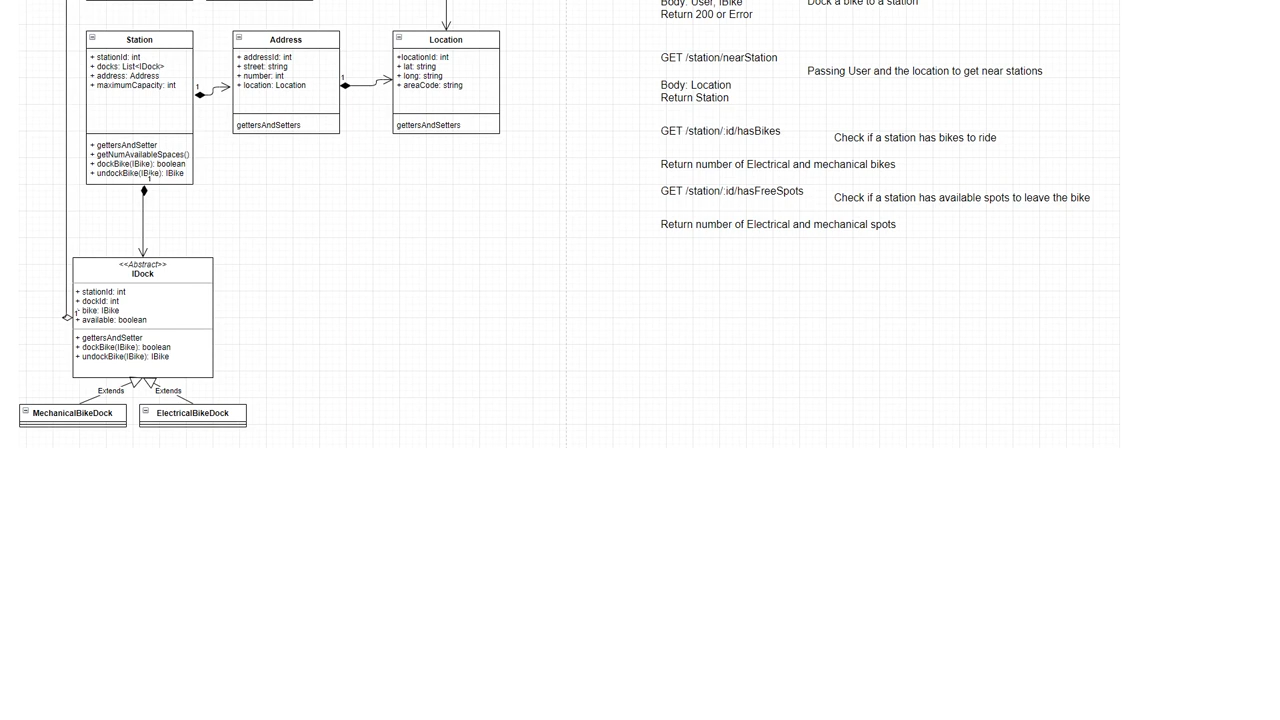 Station
+ stationId: int
+ docks: List<IDock>
+ address: Address
+ maximumCapacity: int
+ gettersAndSetter
+ getNumAvailableSpaces()
+ dockBike(IBike): boolean
+ undockBike(IBike): IBike
1
1
Address
+ addressId: int
+ street: string
+ number: int
+ location: Location
gettersAndSetters
1
Location
+locationId: int
+ lat: string
+ long: string
+ areaCode: string
gettersAndSetters
<<Abstract>>
IDock
+ stationId: int
+ dockId: int
- bike: IBike
+ available: boolean
1
+ gettersAndSetter
+ dockBike(IBike): boolean
+ undockBike(IBike): IBike
Extends
Extends
MechanicalBikeDock
ElectricalBikeDock
Body: User, IBike
Dock a bike to a station
Return 200 or Error
GET /station/nearStation
Passing User and the location to get near stations
Body: Location
Return Station
GET /station/:id/hasBikes
Check if a station has bikes to ride
Return number of Electrical and mechanical bikes
GET /station/:id/hasFreeSpots
Check if a station has available spots to leave the bike
Return number of Electrical and mechanical spots